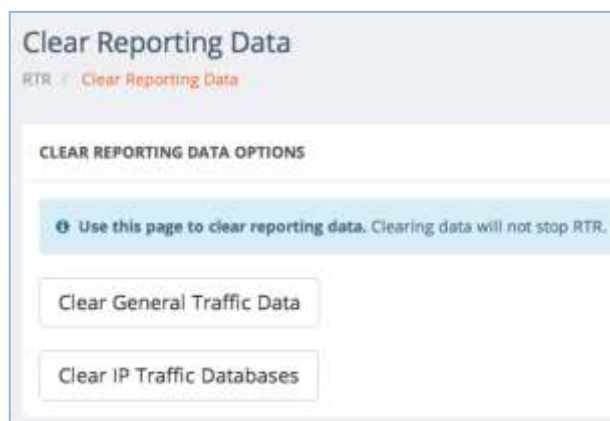 Clear Reporting Data
RTR / Clear Reporting Data
CLEAR REPORTING DATA OPTIONS
Use this page to clear reporting data. Clearing data will not stop RTR.
Clear General Traffic Data
Clear IP Traffic Databases